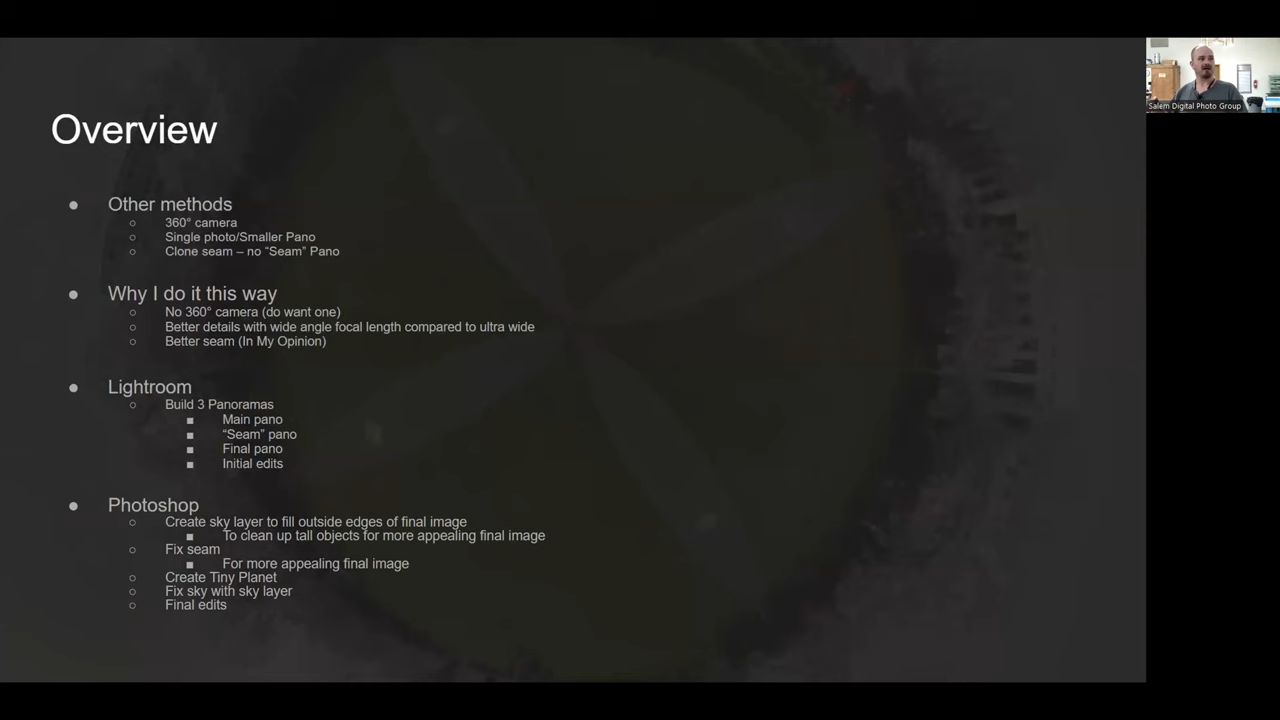 Overview
Salem Digital Photo Group
● Other methods
○ 360° camera
○ Single photo/Smaller Pano
○ Clone seam – no “Seam” Pano
● Why I do it this way
○ No 360° camera (do want one)
○ Better details with wide angle focal length compared to ultra wide
○ Better seam (In My Opinion)
● Lightroom
○ Build 3 Panoramas
■ Main pano
■ “Seam” pano
■ Final pano
■ Initial edits
● Photoshop
○ Create sky layer to fill outside edges of final image
■ To clean up tall objects for more appealing final image
○ Fix seam
■ For more appealing final image
○ Create Tiny Planet
○ Fix sky with sky layer
○ Final edits